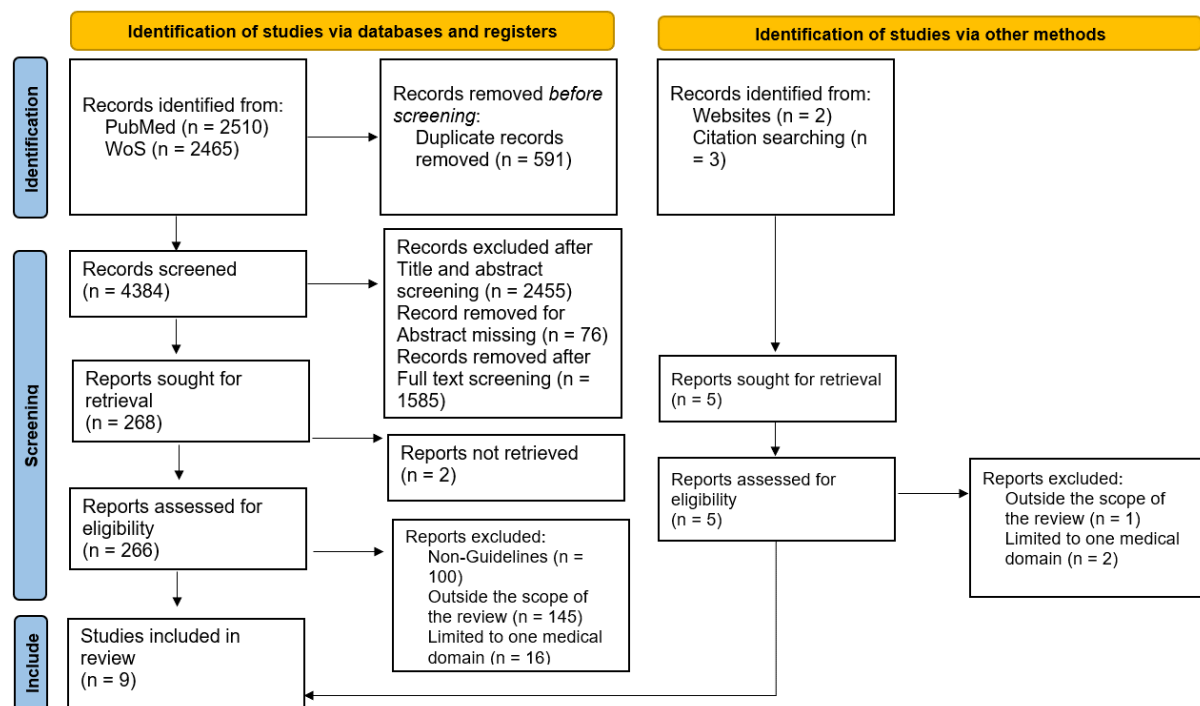 Identification of studies via databases and registers
Identification of studies via other methods
Identification
Records identified from:
PubMed (n = 2510)
WoS (n = 2465)
Records removed before
screening:
Duplicate records
removed (n = 591)
Records identified from:
Websites (n = 2)
Citation searching (n
= 3)
Screening
Records screened
(n = 4384)
Records excluded after
Title and abstract
screening (n = 2455)
Record removed for
Abstract missing (n = 76)
Records removed after
Full text screening (n =
1585)
Reports sought for
retrieval
(n = 268)
Reports not retrieved
(n = 2)
Reports sought for retrieval
(n = 5)
Reports assessed for
eligibility
(n = 266)
Reports excluded:
Non-Guidelines (n =
100)
Outside the scope of
the review (n = 145)
Limited to one medical
domain (n = 16)
Reports assessed for
eligibility
(n = 5)
Reports excluded:
Outside the scope of
the review (n = 1)
Limited to one medical
domain (n = 2)
Include
Studies included in
review
(n = 9)